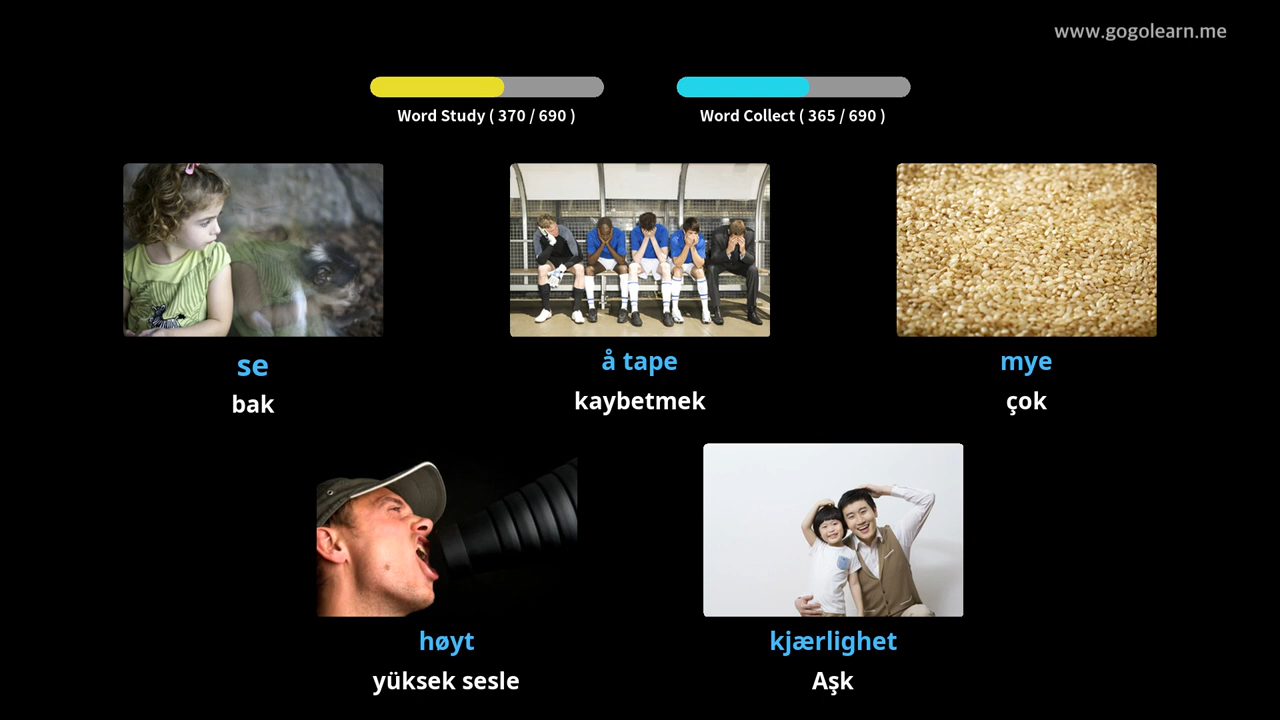 www.gogolearn.me
Word Study ( 370 / 690 )
Word Collect ( 365 / 690 )
se
bak
å tape
kaybetmek
mye
çok
høyt
yüksek sesle
kjærlighet
Aşk